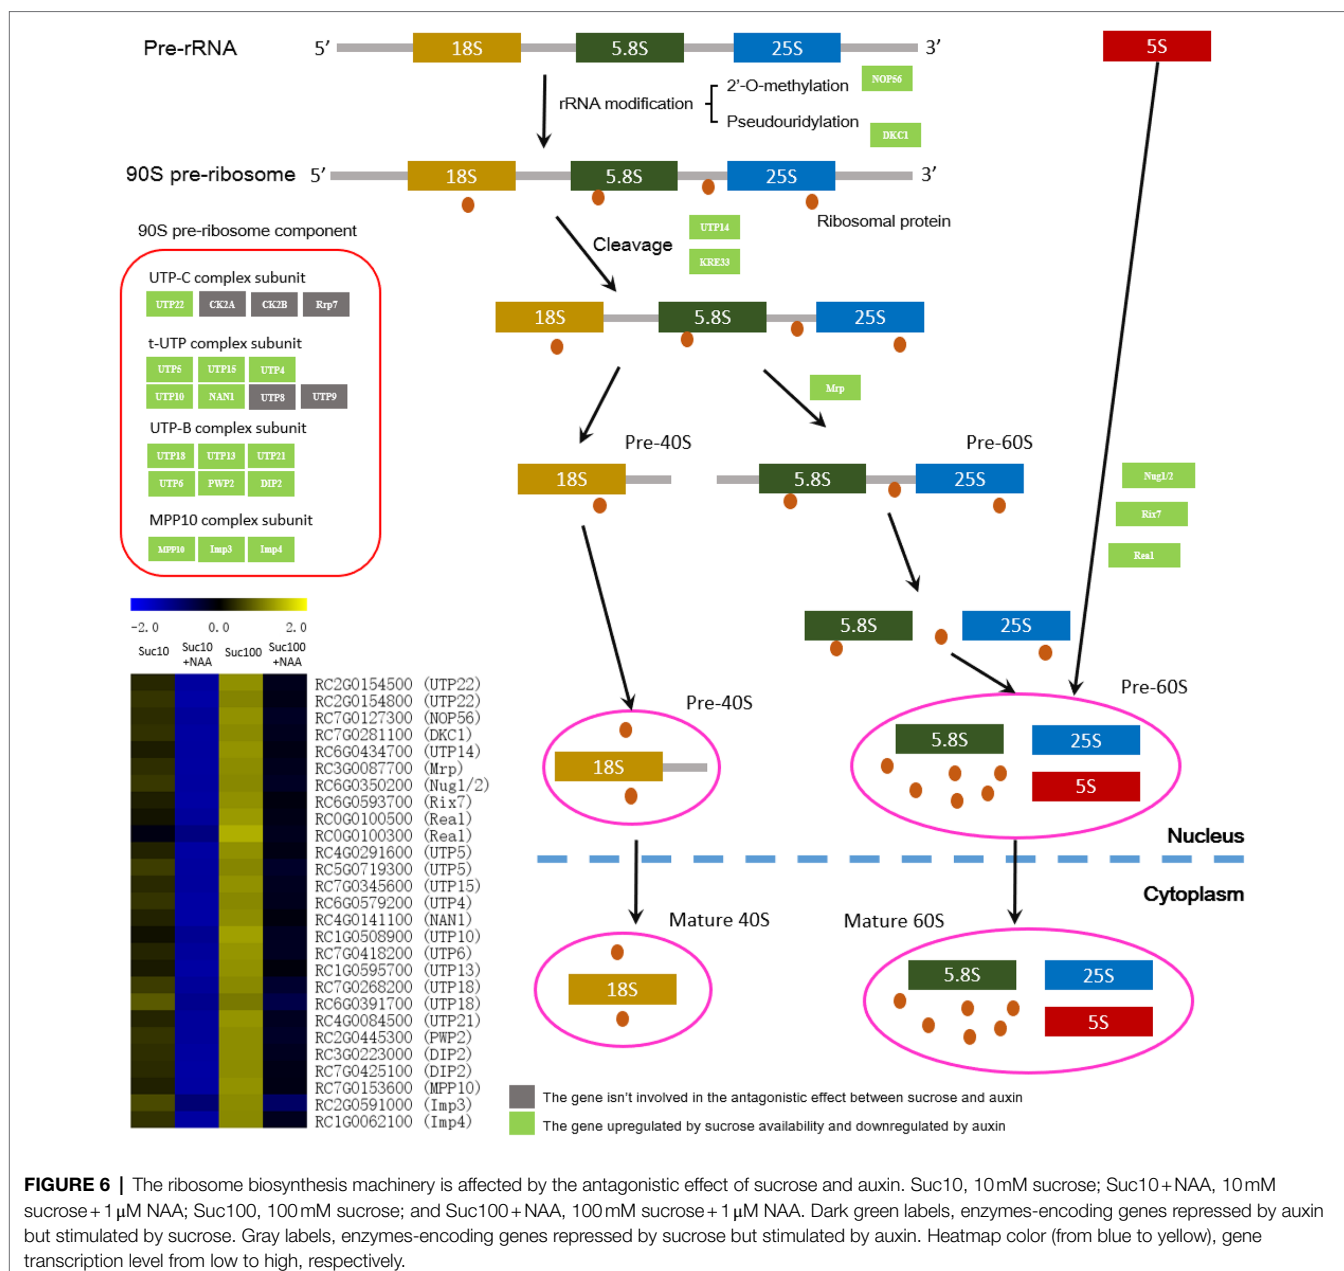 Pre-rRNA 5′ 18S 5.8S 25S 3′ 5S
rRNA modification
2′-O-methylation NOP56
Pseudouridylation DKC1
90S pre-ribosome 5′ 18S 5.8S 25S 3′
Ribosomal protein
Cleavage
UTP14
KRE33
90S pre-ribosome component
UTP-C complex subunit
UTP22 CK2A CK2B Rrp7
t-UTP complex subunit
UTP5 UTP15 UTP4
UTP10 NAN1 UTP8 UTP9
UTP-B complex subunit
UTP18 UTP13 UTP21
UTP6 PWP2 DIP2
MPP10 complex subunit
MPP10 Imp3 Imp4
18S 5.8S 25S
Mrp
Pre-40S Pre-60S
18S 5.8S 25S
Nug1/2
Rix7
Rea1
5.8S 25S
Pre-40S Pre-60S
18S
5.8S 25S
5S
Nucleus
Cytoplasm
Mature 40S Mature 60S
18S
5.8S 25S
5S
-2.0 0.0 2.0
Suc10 Suc10 +NAA Suc100 Suc100 +NAA
RC2G0154500 (UTP22)
RC2G0154800 (UTP22)
RC7G0127300 (NOP56)
RC7G0281100 (DKC1)
RC6G0434700 (UTP14)
RC3G0087700 (Mrp)
RC6G0350200 (Nug1/2)
RC6G0593700 (Rix7)
RC0G0100500 (Rea1)
RC0G0100300 (Rea1)
RC4G0291600 (UTP5)
RC5G0719300 (UTP5)
RC7G0345600 (UTP15)
RC6G0579200 (UTP4)
RC4G0141100 (NAN1)
RC1G0508900 (UTP10)
RC7G0418200 (UTP6)
RC1G0595700 (UTP13)
RC7G0268200 (UTP18)
RC6G0391700 (UTP18)
RC4G0084500 (UTP21)
RC2G0445300 (PWP2)
RC3G0223000 (DIP2)
RC7G0425100 (DIP2)
RC7G0153600 (MPP10)
RC2G0591000 (Imp3)
RC1G0062100 (Imp4)
The gene isn't involved in the antagonistic effect between sucrose and auxin
The gene upregulated by sucrose availability and downregulated by auxin
FIGURE 6 | The ribosome biosynthesis machinery is affected by the antagonistic effect of sucrose and auxin. Suc10, 10 mM sucrose; Suc10 + NAA, 10 mM
sucrose + 1 μM NAA; Suc100, 100 mM sucrose; and Suc100 + NAA, 100 mM sucrose + 1 μM NAA. Dark green labels, enzymes-encoding genes repressed by auxin
but stimulated by sucrose. Gray labels, enzymes-encoding genes repressed by sucrose but stimulated by auxin. Heatmap color (from blue to yellow), gene
transcription level from low to high, respectively.